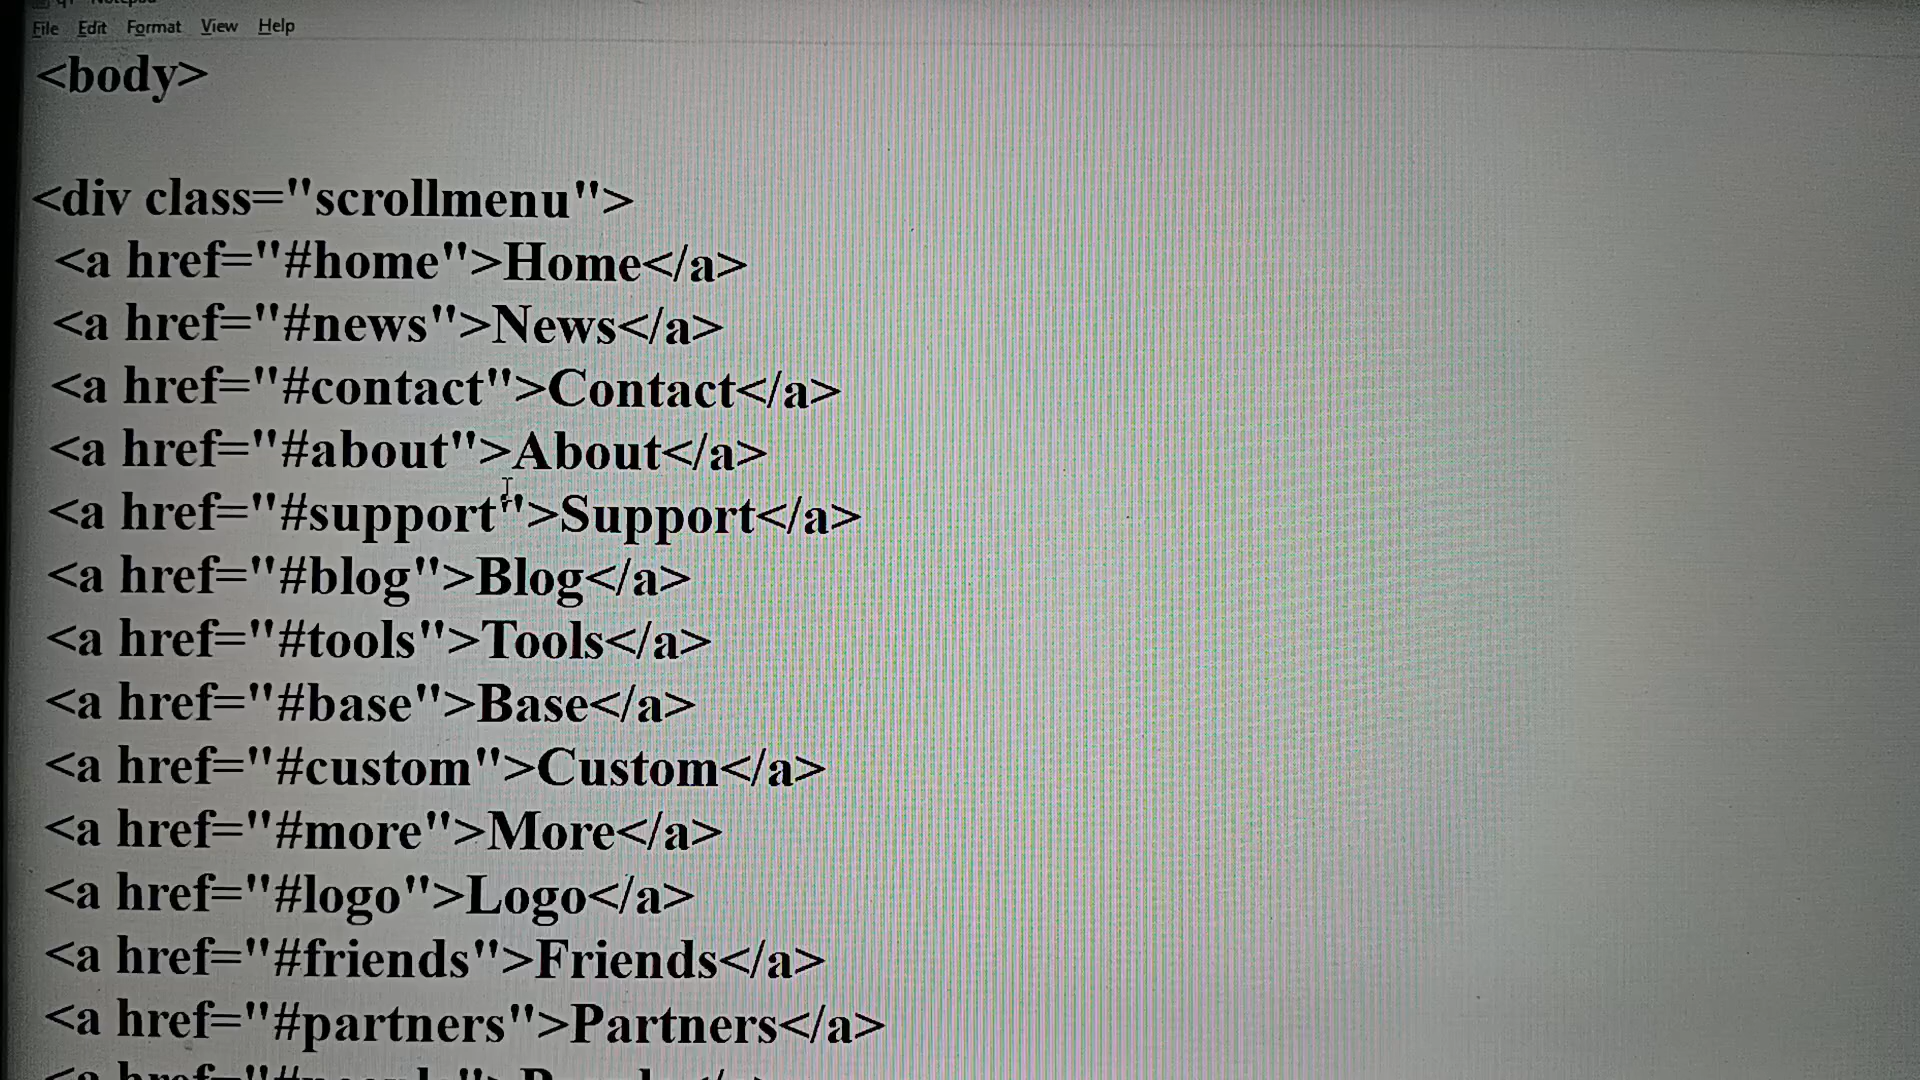 File Edit Format View Help
<body>
<div class="scrollmenu">
<a href="#home">Home</a>
<a href="#news">News</a>
<a href="#contact">Contact</a>
<a href="#about">About</a>
<a href="#support">Support</a>
<a href="#blog">Blog</a>
<a href="#tools">Tools</a>
<a href="#base">Base</a>
<a href="#custom">Custom</a>
<a href="#more">More</a>
<a href="#logo">Logo</a>
<a href="#friends">Friends</a>
<a href="#partners">Partners</a>